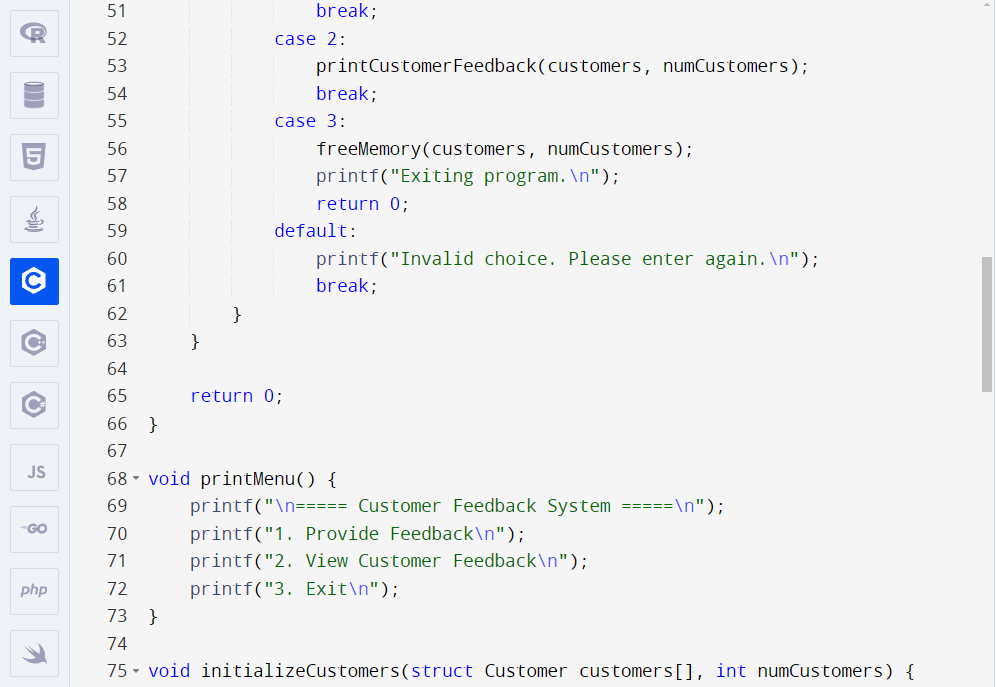 51 break;
52 case 2:
53 printCustomerFeedback(customers, numCustomers);
54 break;
55 case 3:
56 freeMemory(customers, numCustomers);
57 printf("Exiting program.\n");
58 return 0;
59 default:
60 printf("Invalid choice. Please enter again.\n");
61 break;
62 }
63 }
64
65 return 0;
66 }
67
68 void printMenu() {
69 printf("\n===== Customer Feedback System =====\n");
70 printf("1. Provide Feedback\n");
71 printf("2. View Customer Feedback\n");
72 printf("3. Exit\n");
73 }
74
75 void initializeCustomers(struct Customer customers[], int numCustomers) {
R
5
C
C
C
JS
GO
php